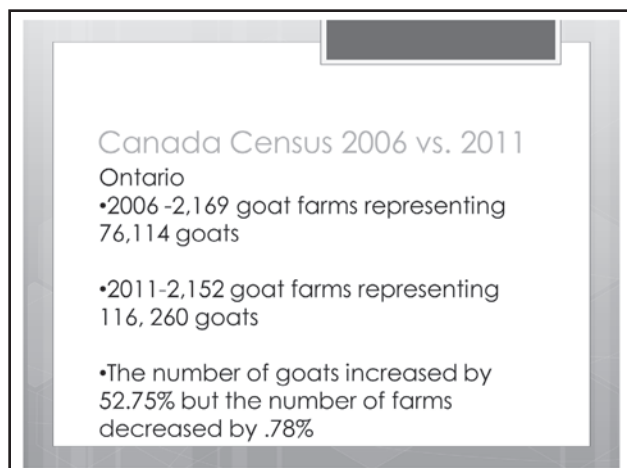 Canada Census 2006 vs. 2011
Ontario
•2006 -2,169 goat farms representing
76,114 goats
•2011-2,152 goat farms representing
116, 260 goats
•The number of goats increased by
52.75% but the number of farms
decreased by .78%